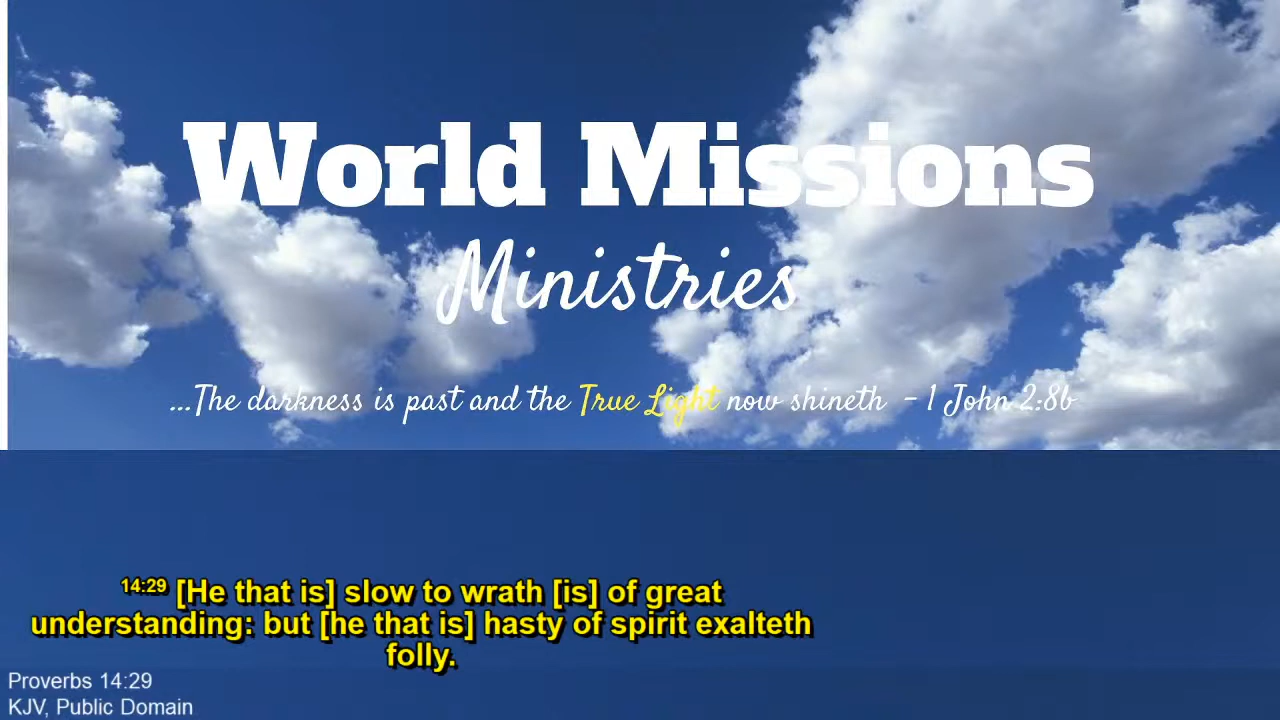 World Missions
Ministries
...The darkness is past and the True Light now shineth - 1 John 2:8b
14:29 [He that is] slow to wrath [is] of great
understanding: but [he that is] hasty of spirit exalteth
folly.
Proverbs 14:29
KJV, Public Domain